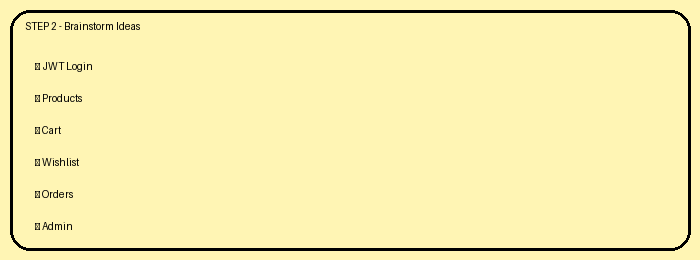 STEP 2 - Brainstorm Ideas
JWT Login
Products
Cart
Wishlist
Orders
Admin